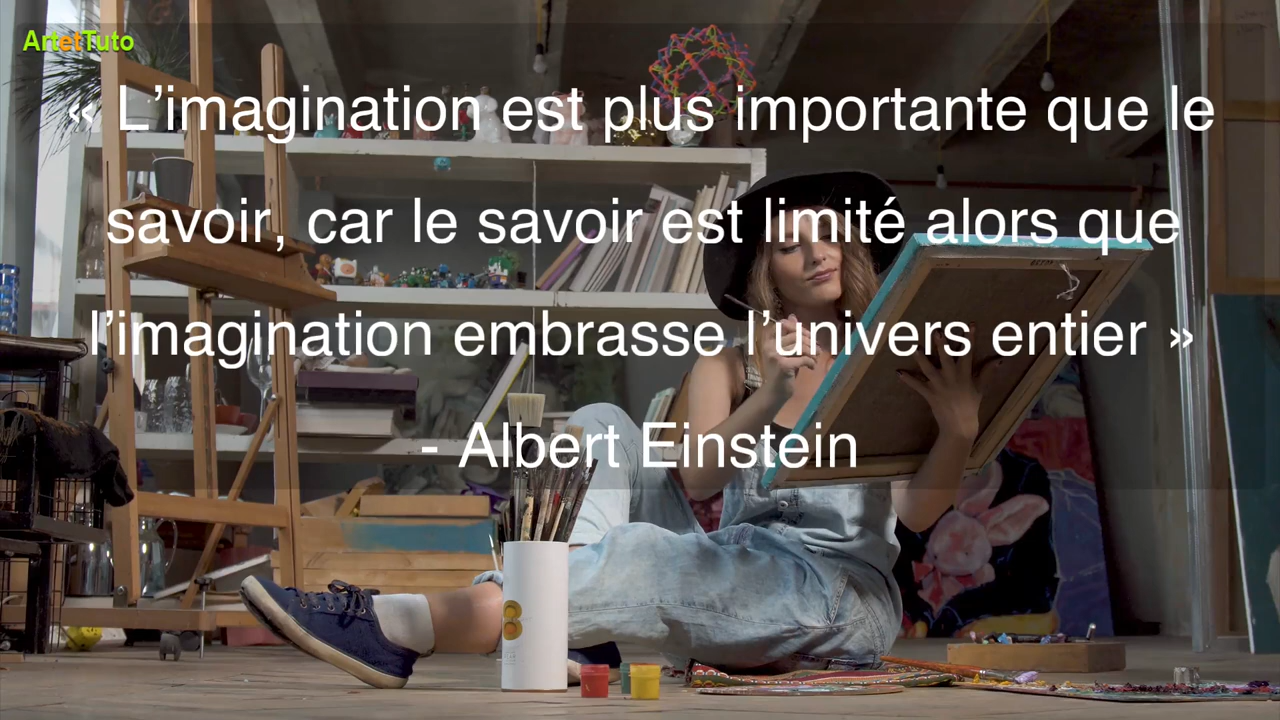 ArtetTuto
« L’imagination est plus importante que le
savoir, car le savoir est limité alors que
l’imagination embrasse l’univers entier »
- Albert Einstein